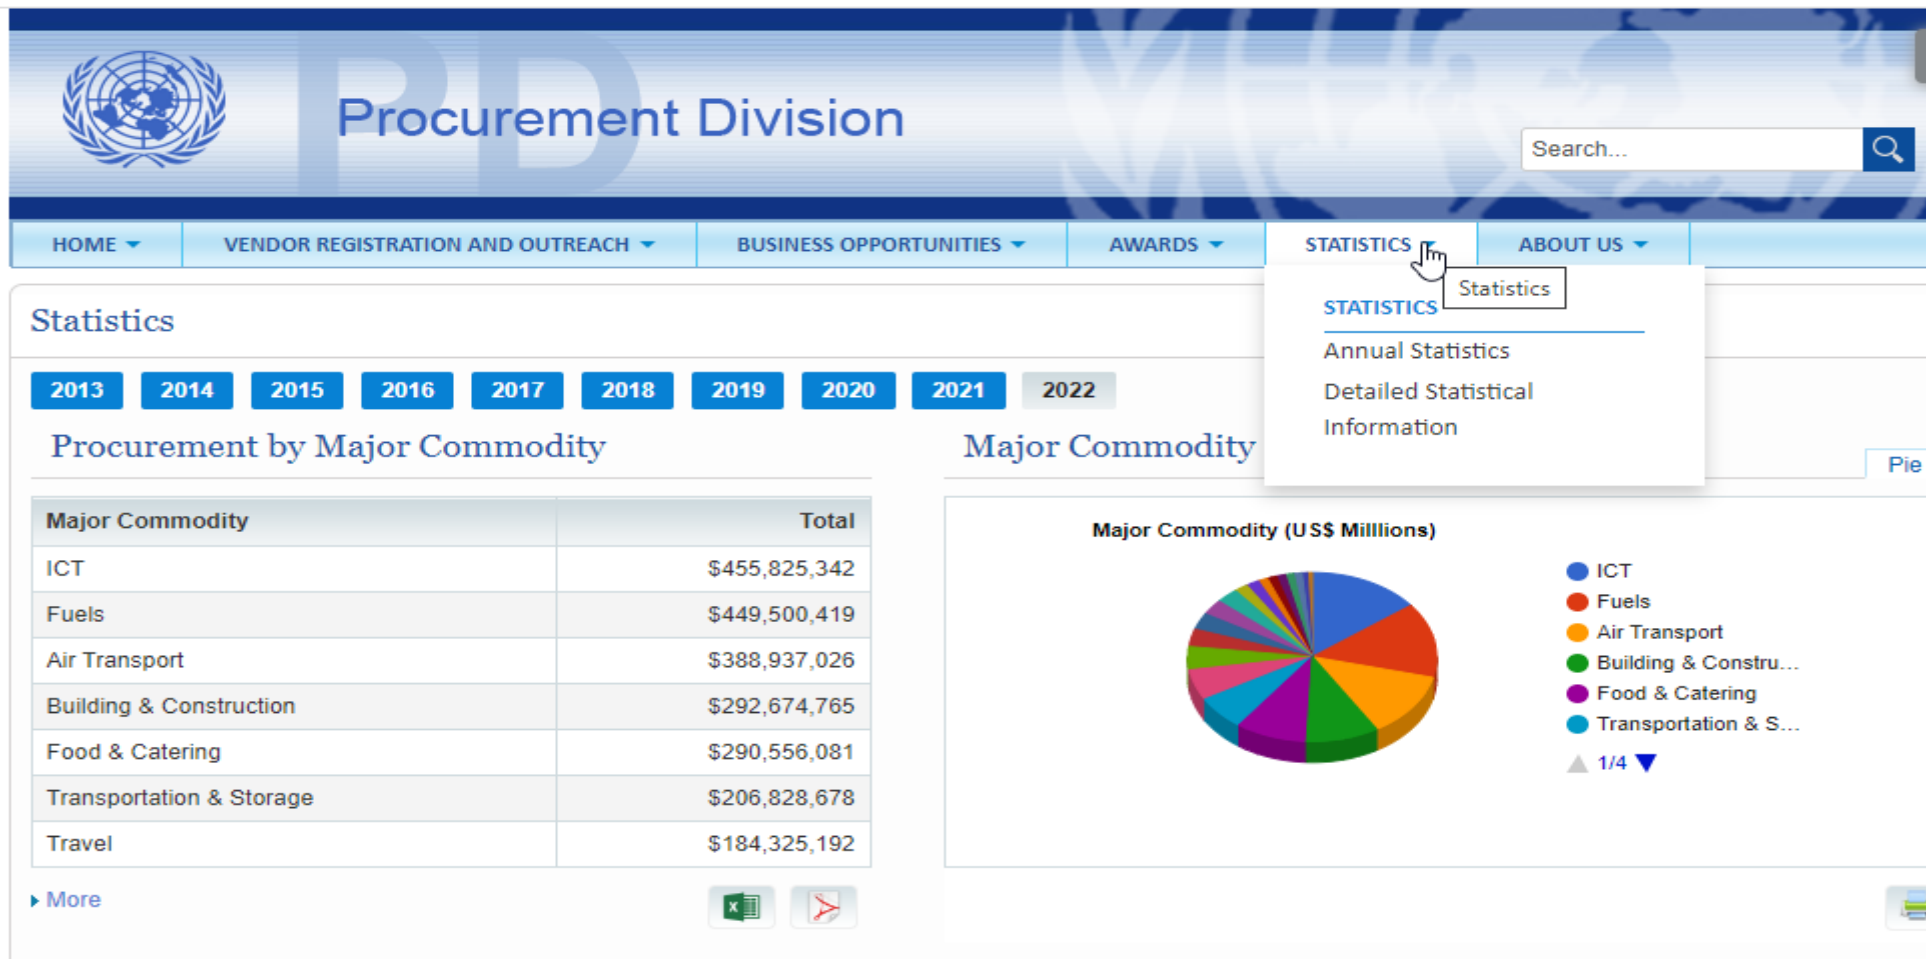 PD
Procurement Division
Search...
HOME
VENDOR REGISTRATION AND OUTREACH
BUSINESS OPPORTUNITIES
AWARDS
STATISTICS
ABOUT US
Statistics
STATISTICS
Annual Statistics
Detailed Statistical
Information
Statistics
2013 2014 2015 2016 2017 2018 2019 2020 2021 2022
Procurement by Major Commodity
Major Commodity Total
ICT $455,825,342
Fuels $449,500,419
Air Transport $388,937,026
Building & Construction $292,674,765
Food & Catering $290,556,081
Transportation & Storage $206,828,678
Travel $184,325,192
More
Major Commodity
Pie
Major Commodity (US$ Milllions)
ICT
Fuels
Air Transport
Building & Constru...
Food & Catering
Transportation & S...
1/4